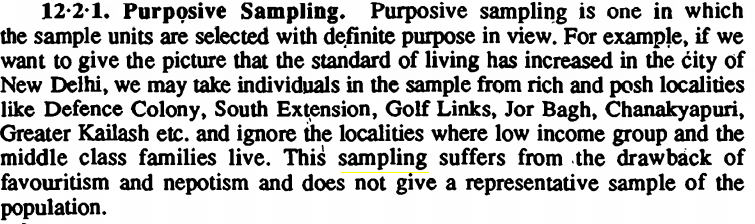 12·2·1. Purposive Sampling. Purposive sampling is one in which
the sample units are selected with definite purpose in view. For example, if we
want to give the picture that the standard of living has increased in the city of
New Delhi, we may take individuals in the sample from rich and posh localities
like Defence Colony, South Extension, Golf Links, Jor Bagh, Chanakyapuri,
Greater Kailash etc. and ignore the localities where low income group and the
middle class families live. This sampling suffers from the drawback of
favouritism and nepotism and does not give a representative sample of the
population.